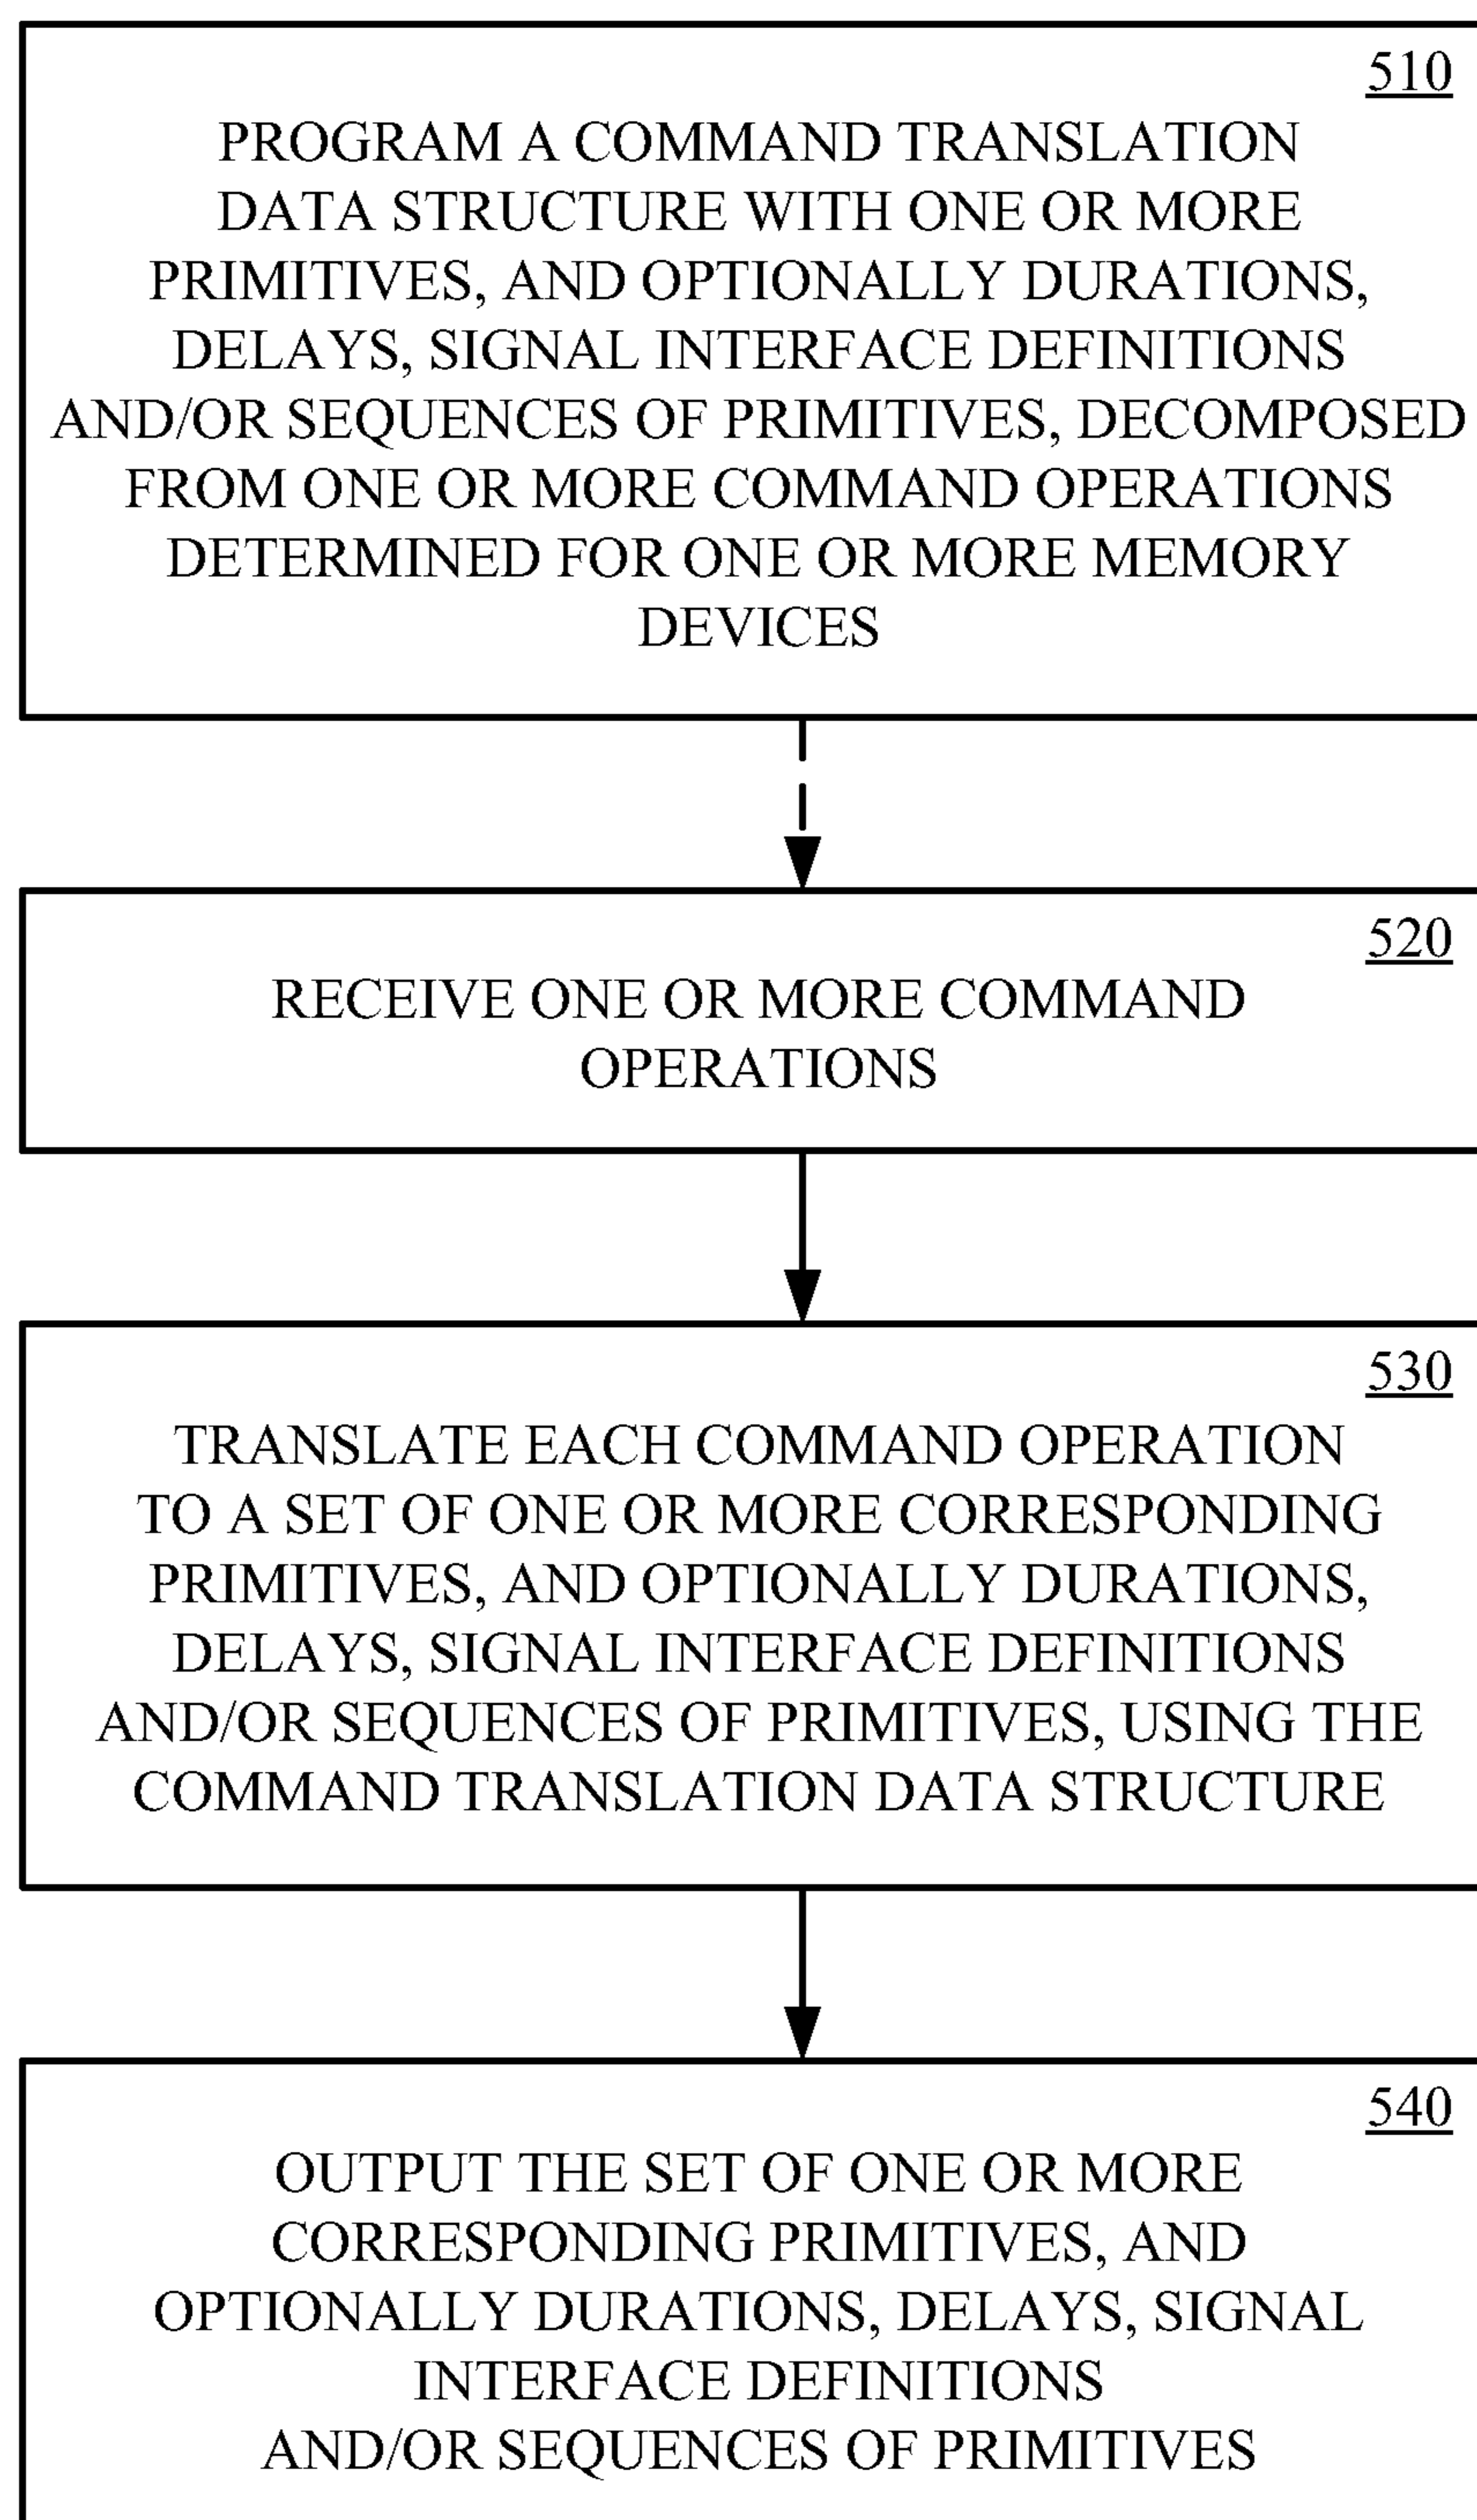 510
PROGRAM A COMMAND TRANSLATION
DATA STRUCTURE WITH ONE OR MORE
PRIMITIVES, AND OPTIONALLY DURATIONS,
DELAYS, SIGNAL INTERFACE DEFINITIONS
AND/OR SEQUENCES OF PRIMITIVES, DECOMPOSED
FROM ONE OR MORE COMMAND OPERATIONS
DETERMINED FOR ONE OR MORE MEMORY
DEVICES
520
RECEIVE ONE OR MORE COMMAND
OPERATIONS
530
TRANSLATE EACH COMMAND OPERATION
TO A SET OF ONE OR MORE CORRESPONDING
PRIMITIVES, AND OPTIONALLY DURATIONS,
DELAYS, SIGNAL INTERFACE DEFINITIONS
AND/OR SEQUENCES OF PRIMITIVES, USING THE
COMMAND TRANSLATION DATA STRUCTURE
540
OUTPUT THE SET OF ONE OR MORE
CORRESPONDING PRIMITIVES, AND
OPTIONALLY DURATIONS, DELAYS, SIGNAL
INTERFACE DEFINITIONS
AND/OR SEQUENCES OF PRIMITIVES